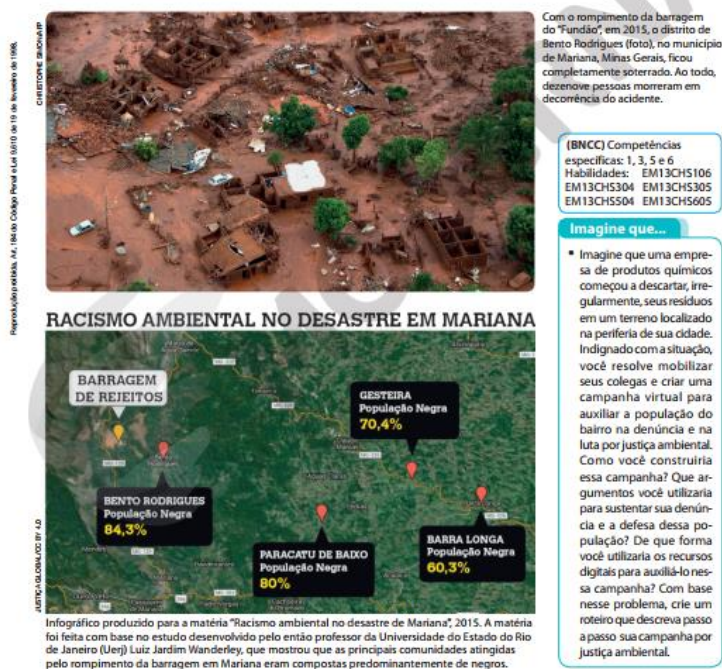 Reprodução proibida. Art. 184 do Código Penal e Lei 9.610 de 19 de fevereiro de 1998.
CHRISTOPHE SIMON/AFP
Com o rompimento da barragem
do "Fundão", em 2015, o distrito de
Bento Rodrigues (foto), no município
de Mariana, Minas Gerais, ficou
completamente soterrado. Ao todo,
dezenove pessoas morreram em
decorrência do acidente.
(BNCC) Competências
específicas: 1, 3, 5 e 6
Habilidades: EM13CHS106
EM13CHS304 EM13CHS305
EM13CHS504 EM13CHS605
Imagine que...
▪ Imagine que uma empre-
sa de produtos químicos
começou a descartar, irre-
gularmente, seus resíduos
em um terreno localizado
na periferia de sua cidade.
Indignado com a situação,
você resolve mobilizar
seus colegas e criar uma
campanha virtual para
auxiliar a população do
bairro na denúncia e na
luta por justiça ambiental.
Como você construiria
essa campanha? Que ar-
gumentos você utilizaria
para sustentar sua denún-
cia e a defesa dessa po-
pulação? De que forma
você utilizaria os recursos
digitais para auxiliá-lo nes-
sa campanha? Com base
nesse problema, crie um
roteiro que descreva passo
a passo sua campanha por
justiça ambiental.
RACISMO AMBIENTAL NO DESASTRE EM MARIANA
BARRAGEM
DE REJEITOS
GESTEIRA
População Negra
70,4%
BENTO RODRIGUES
População Negra
84,3%
PARACATU DE BAIXO
População Negra
80%
BARRA LONGA
População Negra
60,3%
JUSTIÇA GLOBAL/CC BY 4.0
Infográfico produzido para a matéria "Racismo ambiental no desastre de Mariana", 2015. A matéria
foi feita com base no estudo desenvolvido pelo então professor da Universidade do Estado do Rio
de Janeiro (Uerj) Luiz Jardim Wanderley, que mostrou que as principais comunidades atingidas
pelo rompimento da barragem em Mariana eram compostas predominantemente de negros.